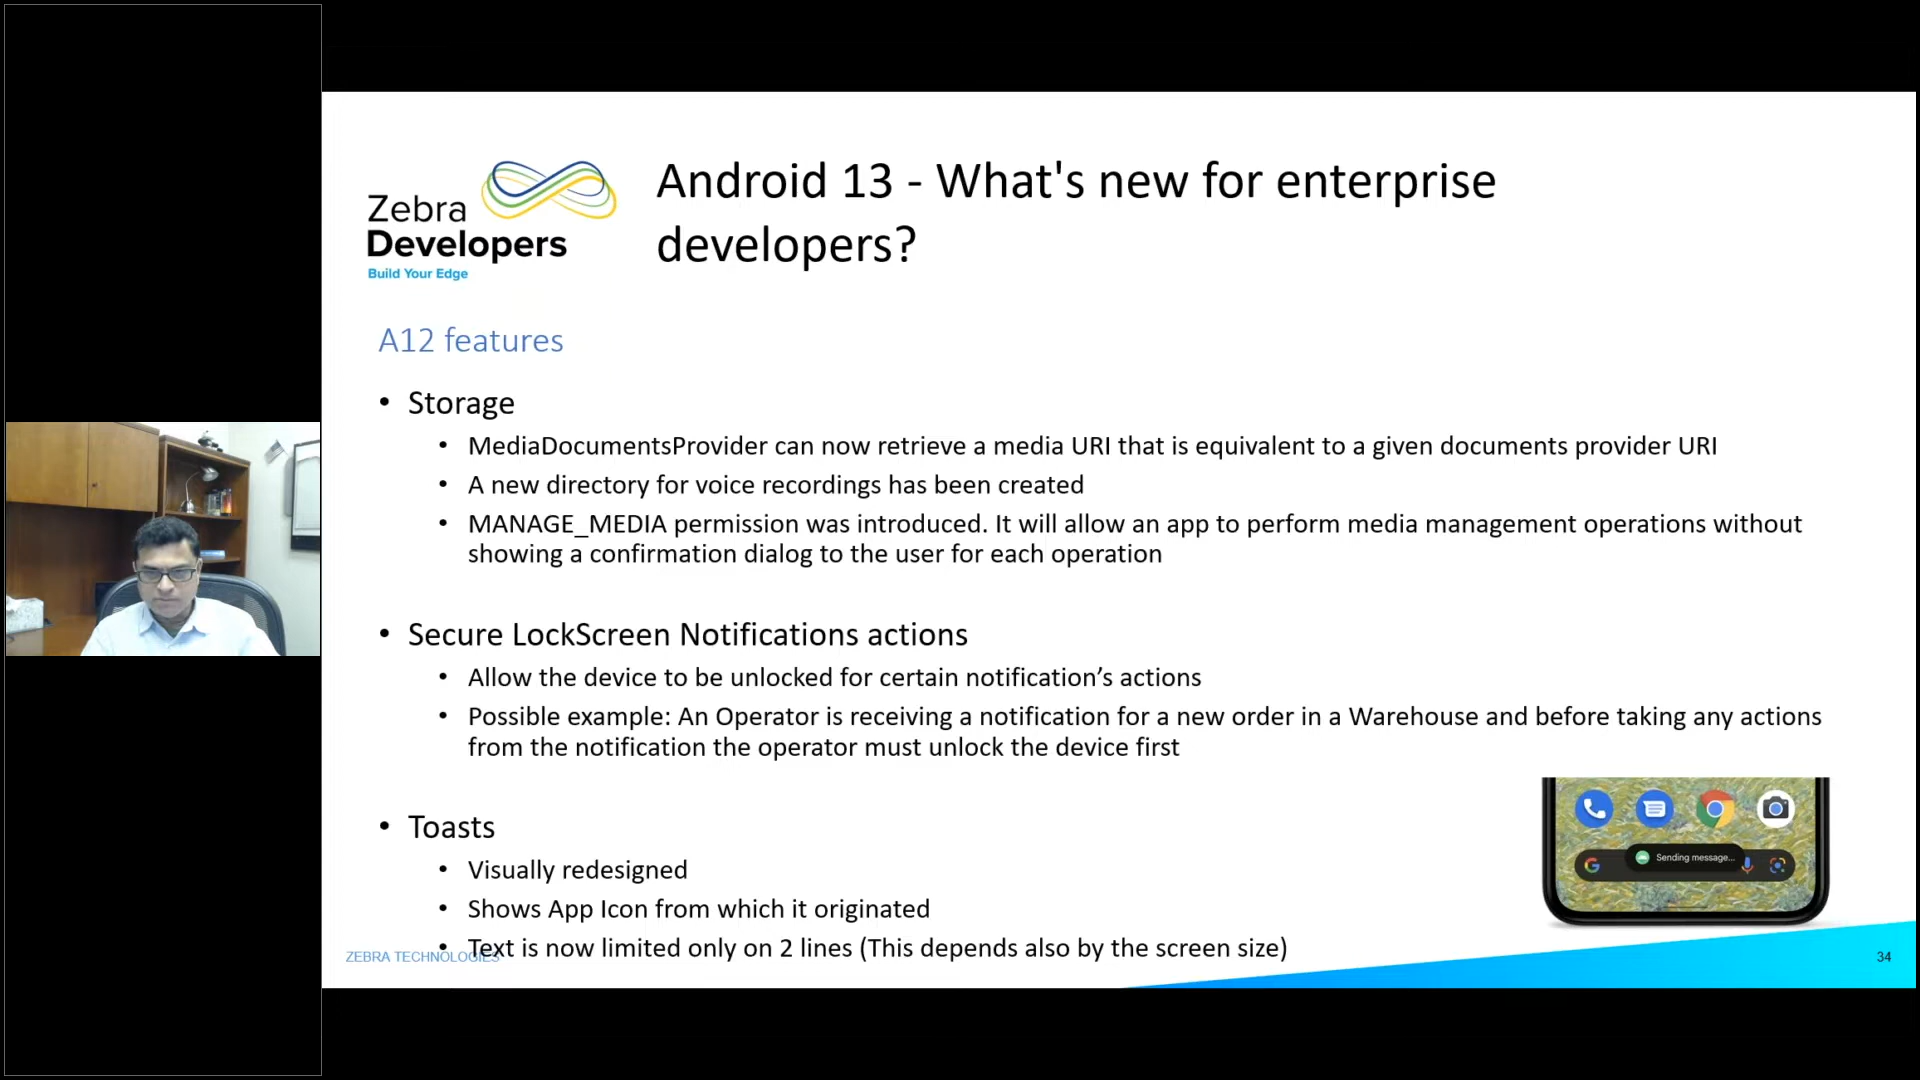 Zebra
Developers
Build Your Edge
Android 13 - What's new for enterprise
developers?
A12 features
• Storage
• MediaDocumentsProvider can now retrieve a media URI that is equivalent to a given documents provider URI
• A new directory for voice recordings has been created
• MANAGE_MEDIA permission was introduced. It will allow an app to perform media management operations without
showing a confirmation dialog to the user for each operation
• Secure LockScreen Notifications actions
• Allow the device to be unlocked for certain notification’s actions
• Possible example: An Operator is receiving a notification for a new order in a Warehouse and before taking any actions
from the notification the operator must unlock the device first
• Toasts
• Visually redesigned
• Shows App Icon from which it originated
• Text is now limited only on 2 lines (This depends also by the screen size)
G
Sending message...
ZEBRA TECHNOLOGIES
34